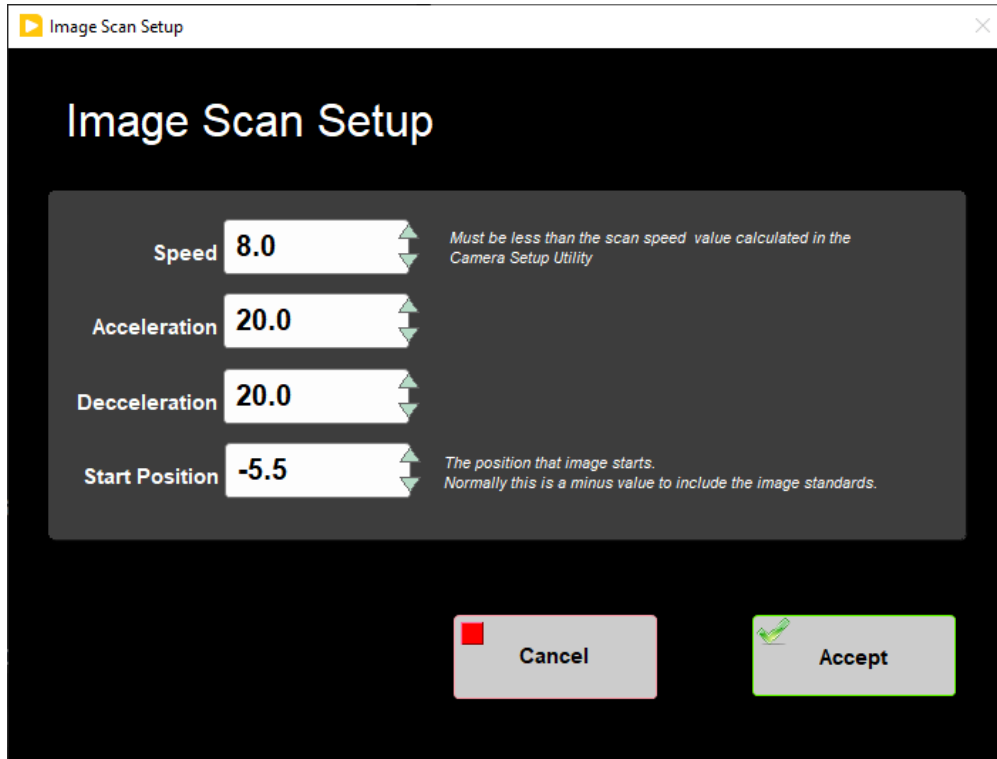 Image Scan Setup
Image Scan Setup
Speed 8.0 Must be less than the scan speed value calculated in the
Camera Setup Utility
Acceleration 20.0
Decceleration 20.0
Start Position -5.5 The position that image starts.
Normally this is a minus value to include the image standards.
Cancel Accept